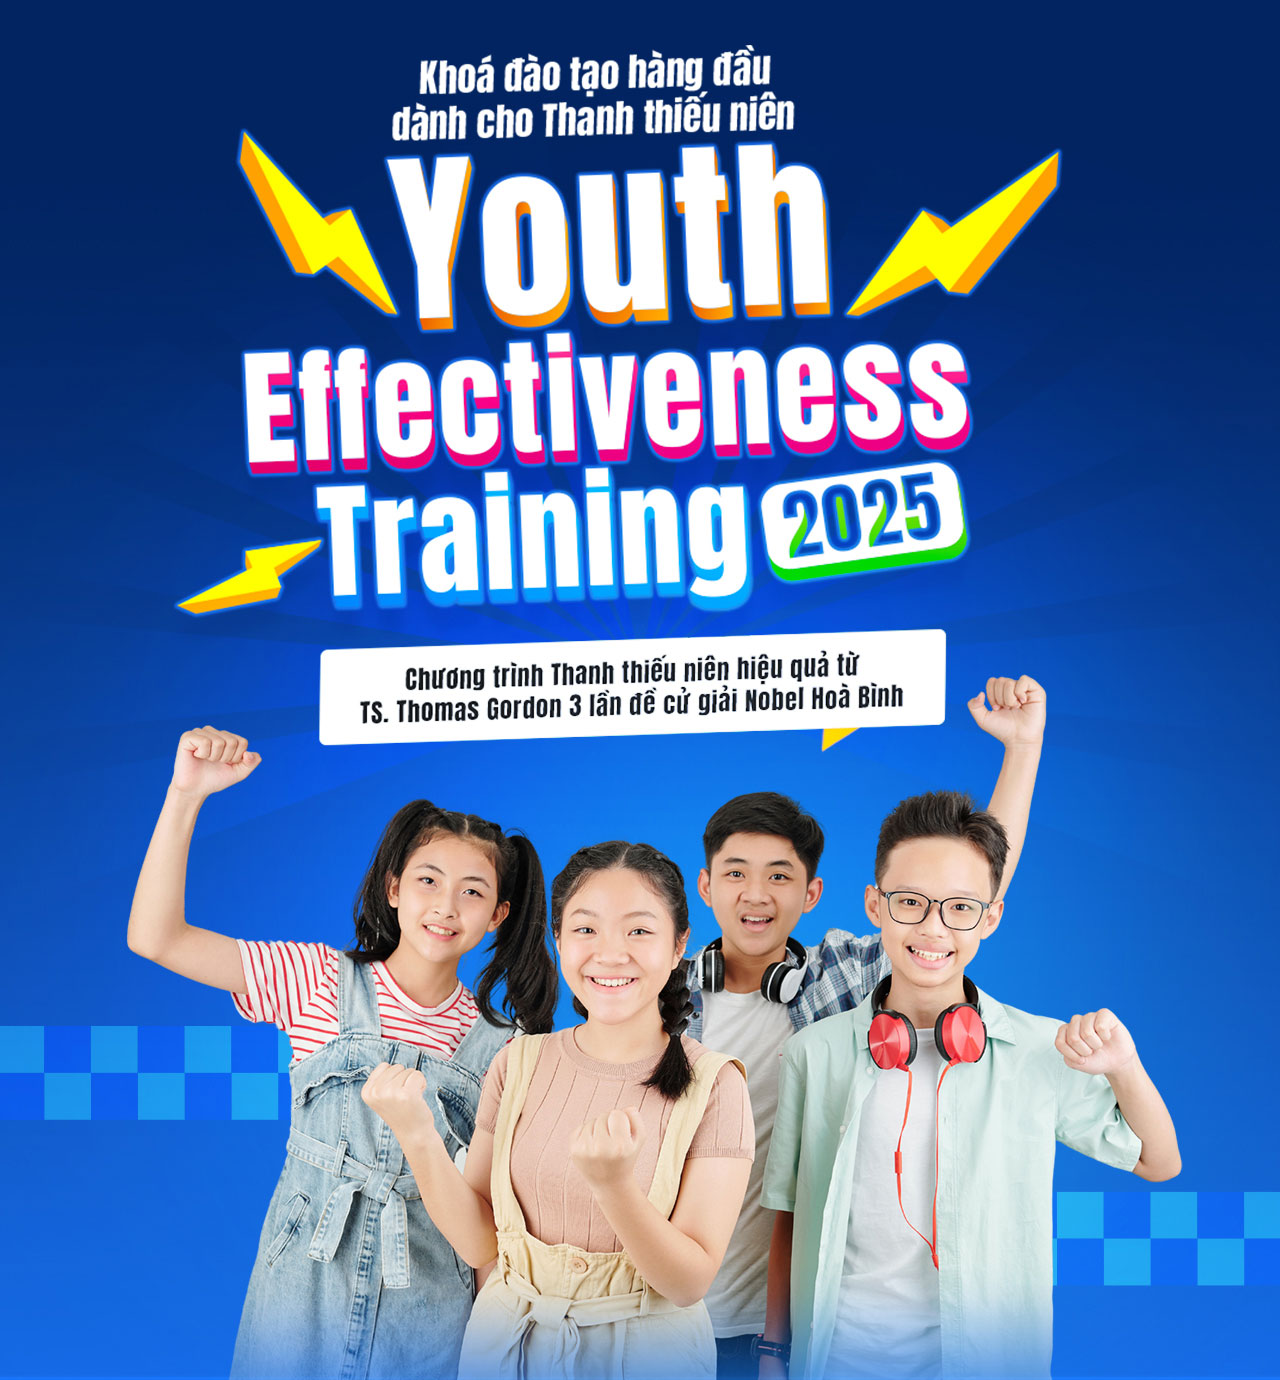 Khoá đào tạo hàng đầu
dành cho Thanh thiếu niên
Youth
Effectiveness
Training 2025
Chương trình Thanh thiếu niên hiệu quả từ
TS. Thomas Gordon 3 lần đề cử giải Nobel Hoà Bình